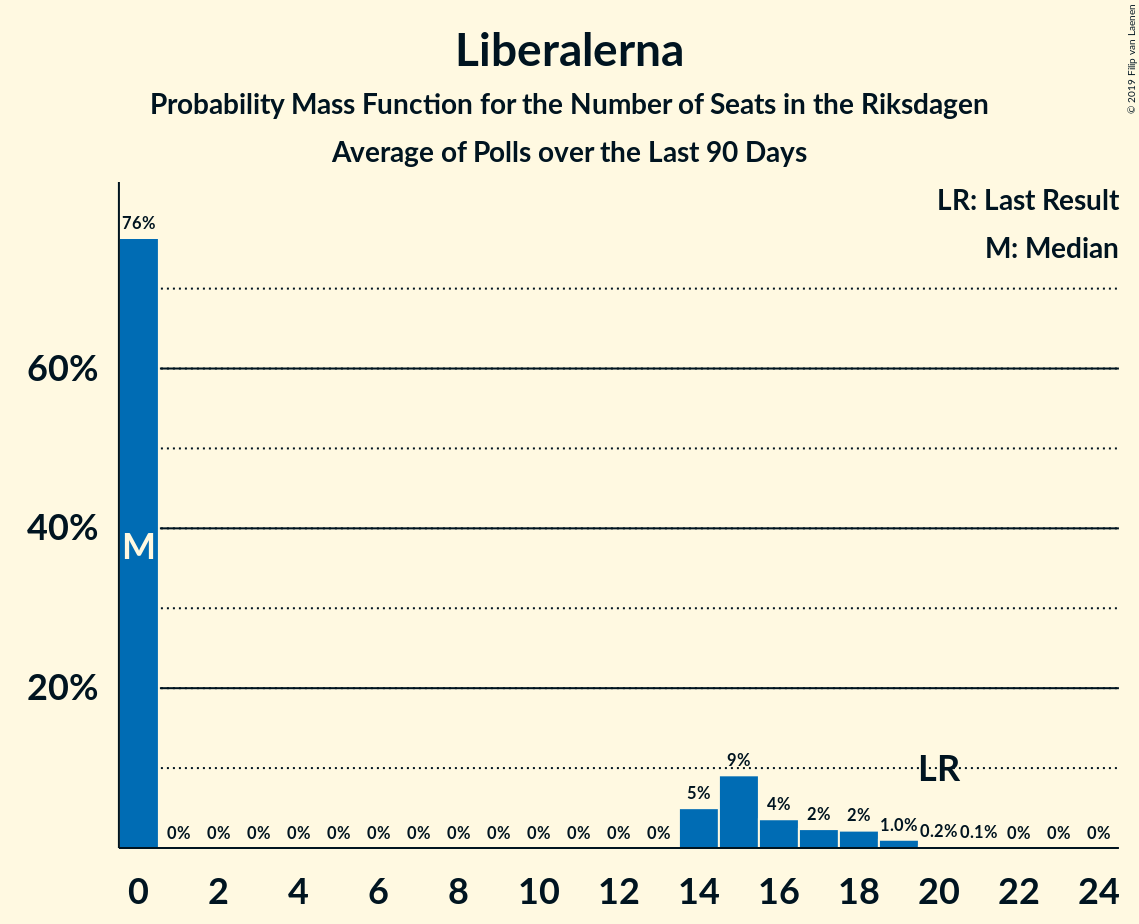 Liberalerna
Probability Mass Function for the Number of Seats in the Riksdagen
Average of Polls over the Last 90 Days
© 2019 Filip van Laenen
LR: Last Result
M: Median
76%
60%
40%
M
20%
LR
5% 9% 4% 2% 2% 1.0% 0.2% 0.1%
0% 0% 0% 0% 0% 0% 0% 0% 0% 0% 0% 0% 0% 0% 0% 0%
0 2 4 6 8 10 12 14 16 18 20 22 24